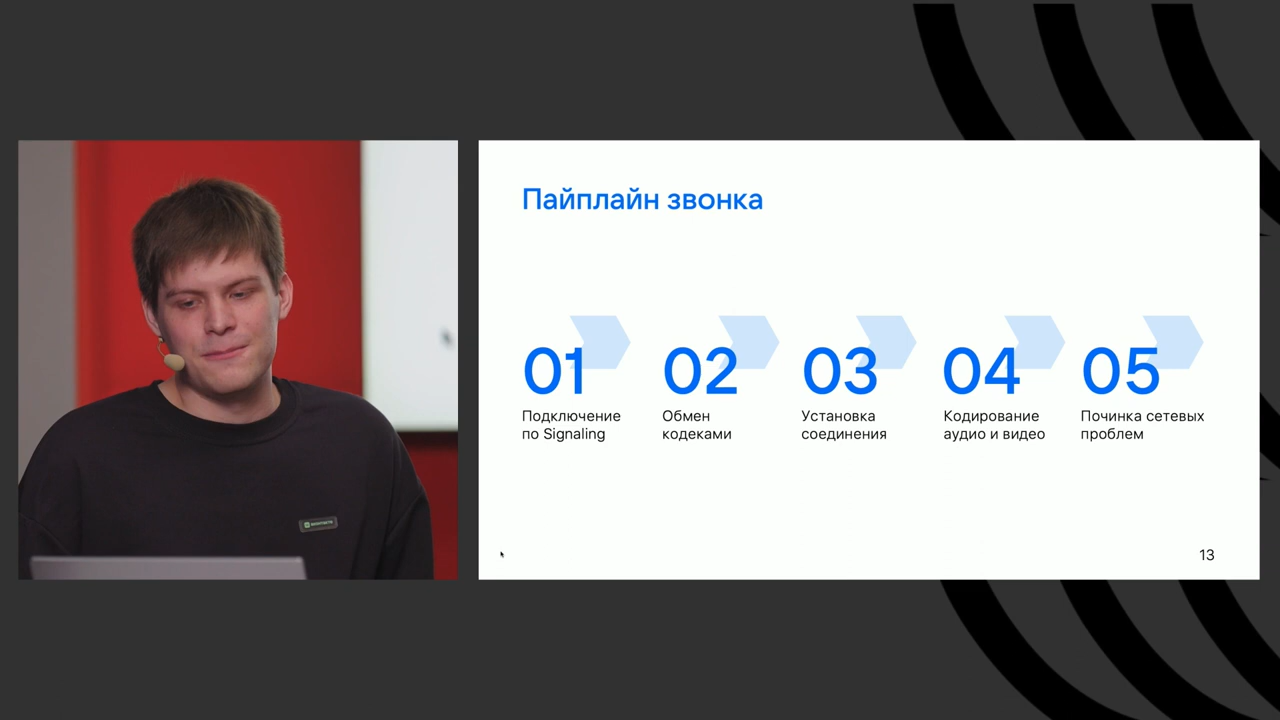 Пайплайн звонка
01
Подключение
по Signaling
02
Обмен
кодеками
03
Установка
соединения
04
Кодирование
аудио и видео
05
Починка сетевых
проблем
13